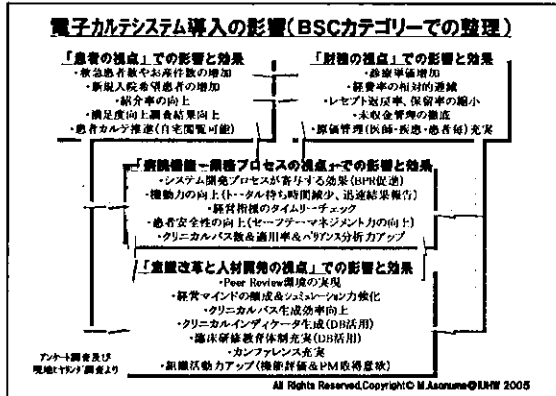 電子カルテシステム導入の影響(BSCカテゴリーでの整理)
「患者の視点」での影響と効果
・救急患者数やお産件数の増加
・新規入院希望患者の増加
・紹介率の向上
・満足度向上調査結果向上
・患者カルテ推進(自宅閲覧可能)
「財務の視点」での影響と効果
・診療単価増加
・経費率の相対的逓減
・レセプト返戻率、保留率の縮小
・未収金管理の徹底
・原価管理(医師・疾患・患者毎)充実
「病院機能-業務プロセスの視点」での影響と効果
・システム開発プロセスが寄与する効果(BPR促進)
・機動力の向上(トータル待ち時間減少、迅速結果報告)
・経営指標のタイムリーチェック
・患者安全性の向上(セーフテーマネジメント力の向上)
・クリニカルパス数&適用率&バリアンス分析力アップ
「意識改革と人材開発の視点」での影響と効果
・Peer Review環境の実現
・経営マインドの醸成&シュミレーション力強化
・クリニカルパス生成効率向上
・クリニカルインディケータ生成(DB活用)
・臨床研修教育体制充実(DB活用)
・カンファレンス充実
・組織活動力アップ(機能評価&PM取得意欲)
アンケート調査及び
現地ヒヤリング調査より
All Rights Reserved,Copyright© M.Asonuma@IUHW 2005